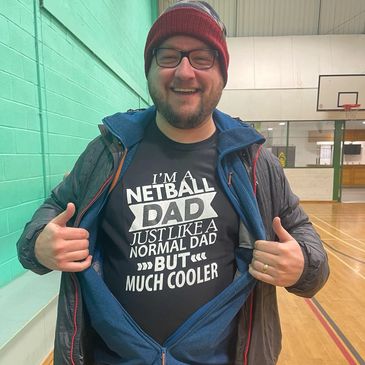 I'M A
NETBALL
DAD
JUST LIKE A
NORMAL DAD
»» BUT ««
MUCH COOLER